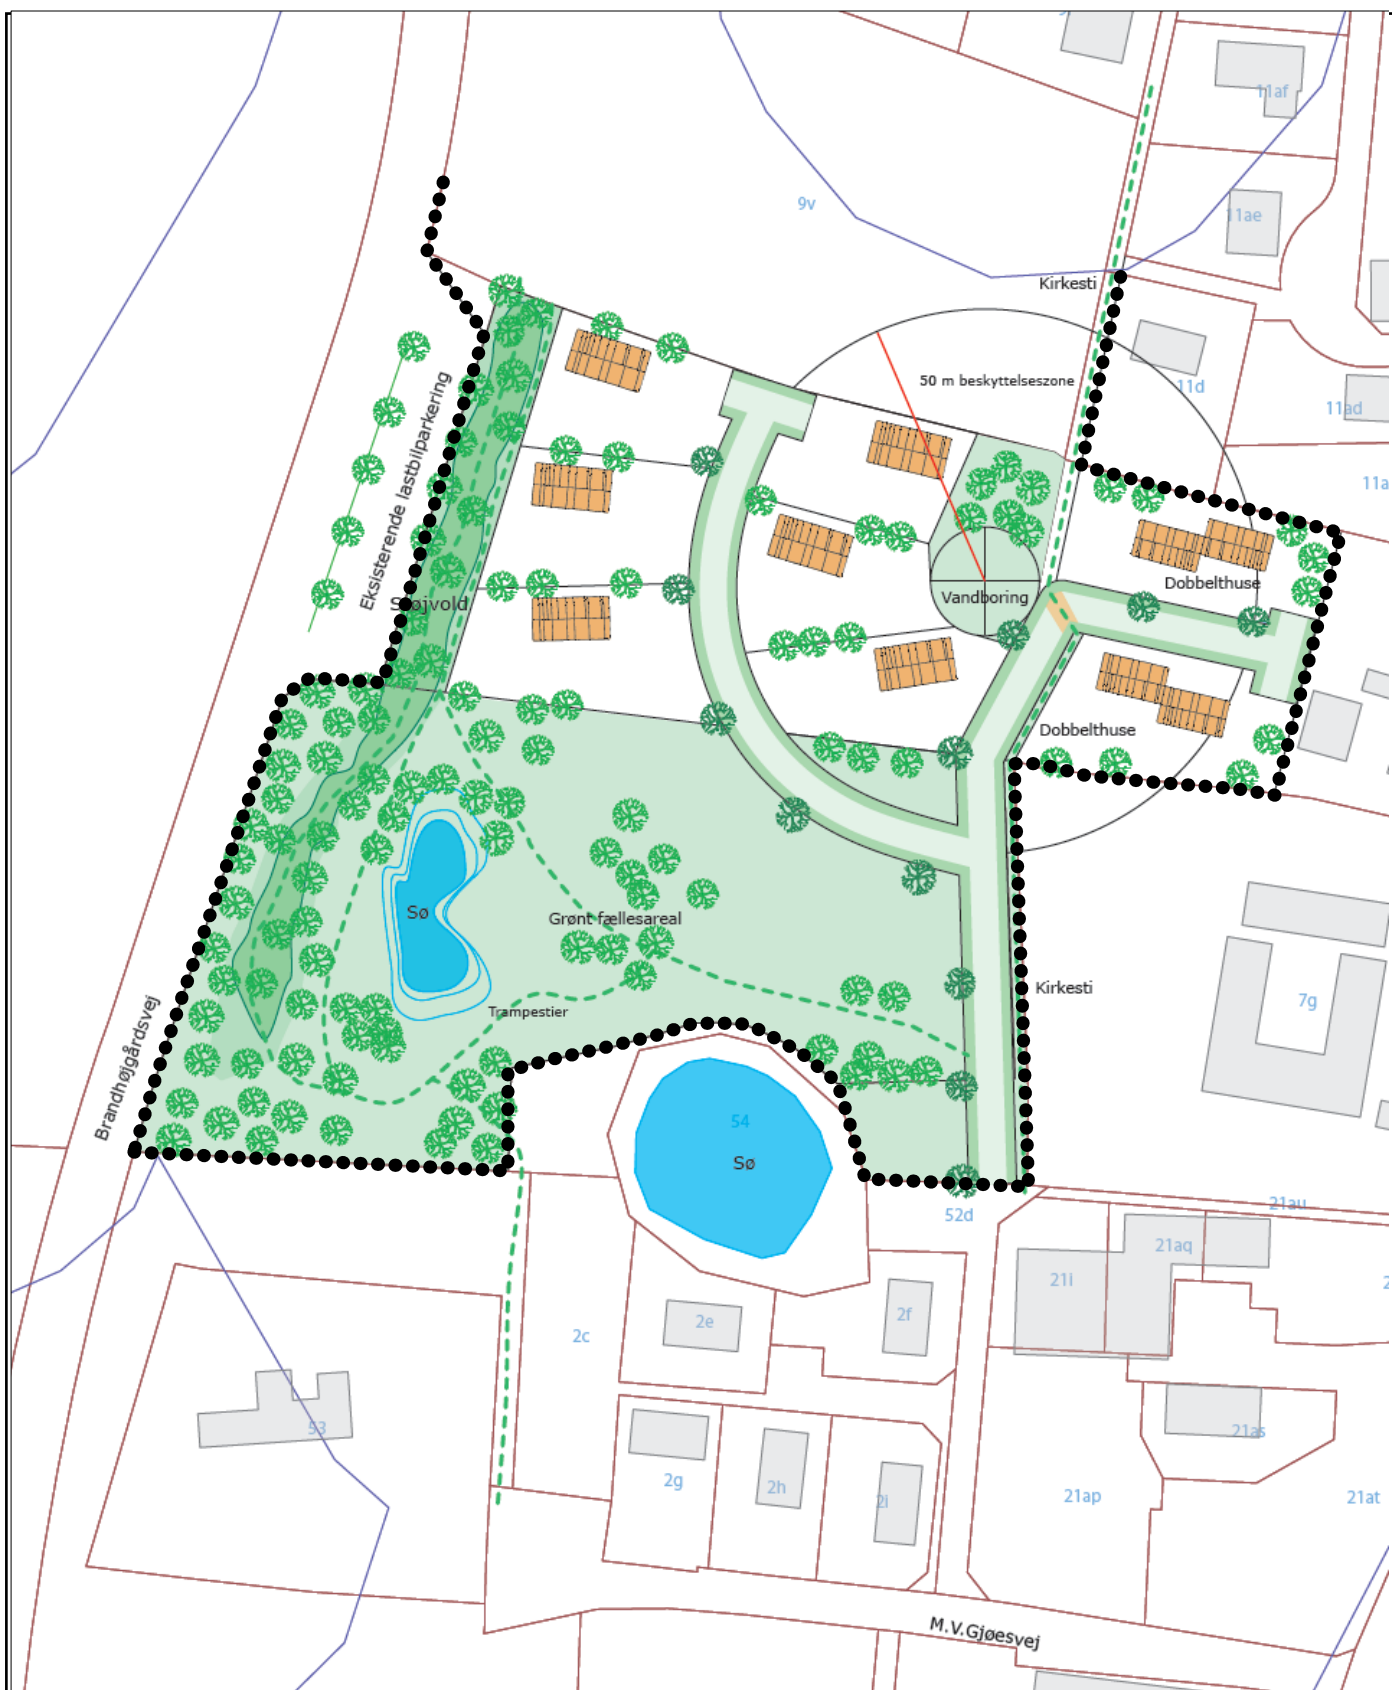 11af
9v
11ae
Kirkesti
50 m beskyttelseszone
11d
11ad
Eksisterende lastbilparkering
11a
Dobbelthuse
Vandboring
Støjvold
Dobbelthuse
Sø
Grønt fællesareal
Kirkesti
7g
Trampestier
Brandhøjgårdsvej
54
Sø
52d
21au
21aq
21i
2e
2f
2c
53
21as
2g
2h
2i
21ap
21at
M.V.Gjøesvej